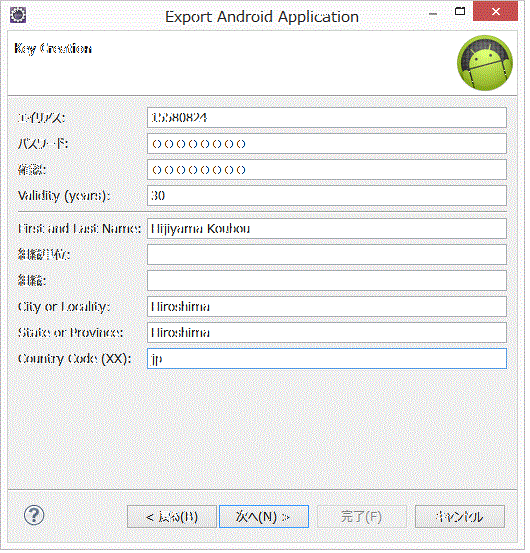 Export Android Application
Key Creation
エイリアス: 15580824
パスワード: ○○○○○○○○
確認: ○○○○○○○○
Validity (years): 30
First and Last Name: Hijiyama Koubou
組織単位:
組織:
City or Locality: Hiroshima
State or Province: Hiroshima
Country Code (XX): jp
?
< 戻る(B) 次へ(N) > 完了(F) キャンセル